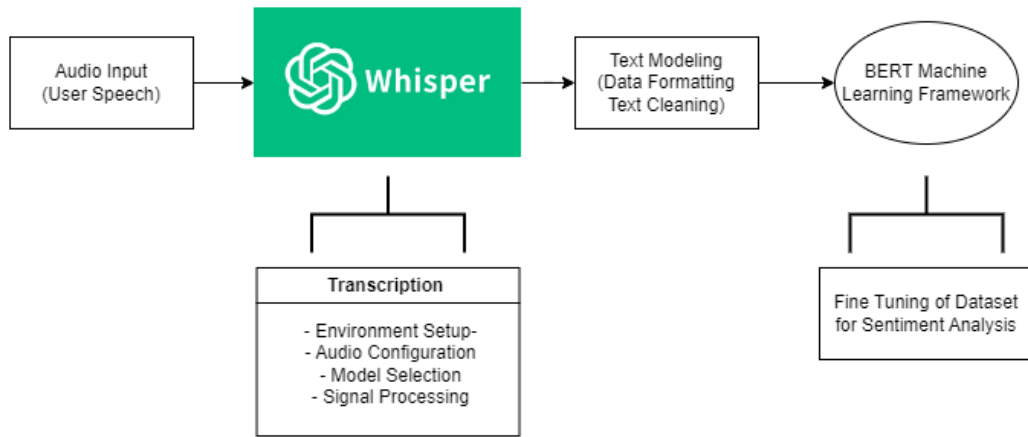 Audio Input
(User Speech)
Whisper
Text Modeling
(Data Formatting
Text Cleaning)
BERT Machine
Learning Framework
Transcription
- Environment Setup-
- Audio Configuration
- Model Selection
- Signal Processing
Fine Tuning of Dataset
for Sentiment Analysis